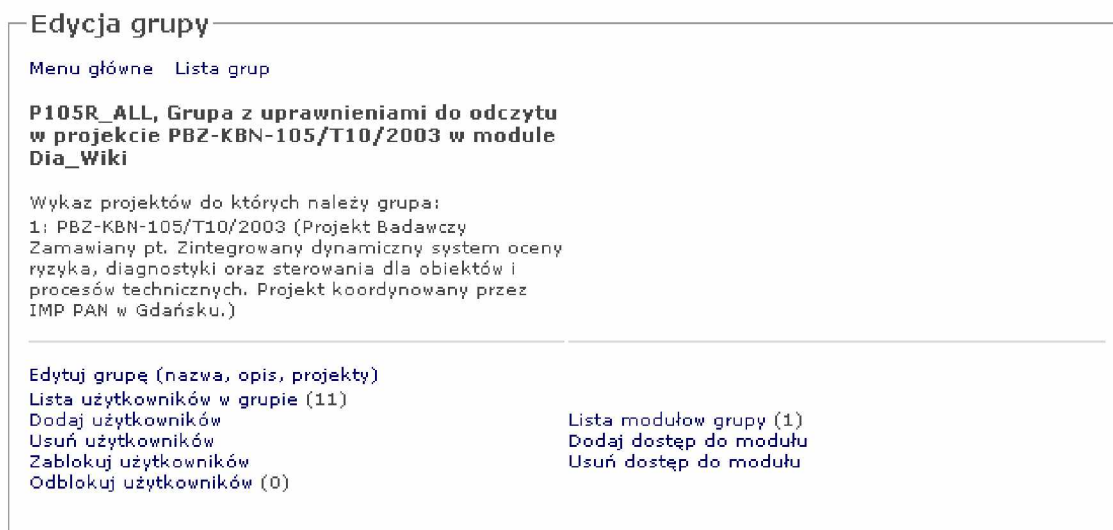 Edycja grupy
Menu główne Lista grup
P105R_ALL, Grupa z uprawnieniami do odczytu
w projekcie PBZ-KBN-105/T10/2003 w module
Dia_Wiki
Wykaz projektów do których należy grupa:
1: PBZ-KBN-105/T10/2003 (Projekt Badawczy
Zamawiany pt. Zintegrowany dynamiczny system oceny
ryzyka, diagnostyki oraz sterowania dla obiektów i
procesów technicznych. Projekt koordynowany przez
IMP PAN w Gdańsku.)
Edytuj grupę (nazwa, opis, projekty)
Lista użytkowników w grupie (11)
Dodaj użytkowników
Usuń użytkowników
Zablokuj użytkowników
Odblokuj użytkowników (0)
Lista modułow grupy (1)
Dodaj dostęp do modułu
Usuń dostęp do modułu